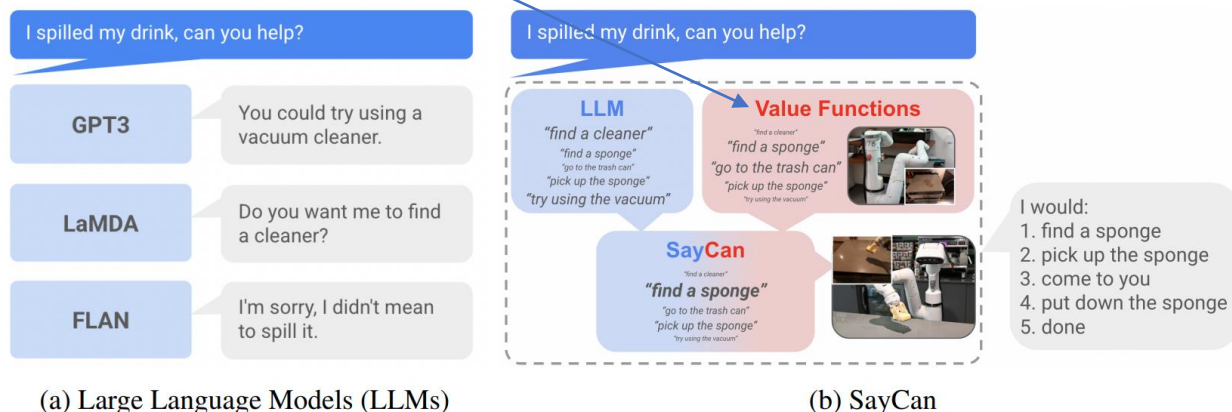 I spilled my drink, can you help?
GPT3
You could try using a
vacuum cleaner.
LaMDA
Do you want me to find
a cleaner?
FLAN
I'm sorry, I didn't mean
to spill it.
(a) Large Language Models (LLMs)
I spilled my drink, can you help?
LLM
"find a cleaner"
"find a sponge"
"go to the trash can"
"pick up the sponge"
"try using the vacuum"
Value Functions
"find a cleaner"
"find a sponge"
"go to the trash can"
"pick up the sponge"
"try using the vacuum"
SayCan
"find a cleaner"
"find a sponge"
"go to the trash can"
"pick up the sponge"
"try using the vacuum"
I would:
1. find a sponge
2. pick up the sponge
3. come to you
4. put down the sponge
5. done
(b) SayCan